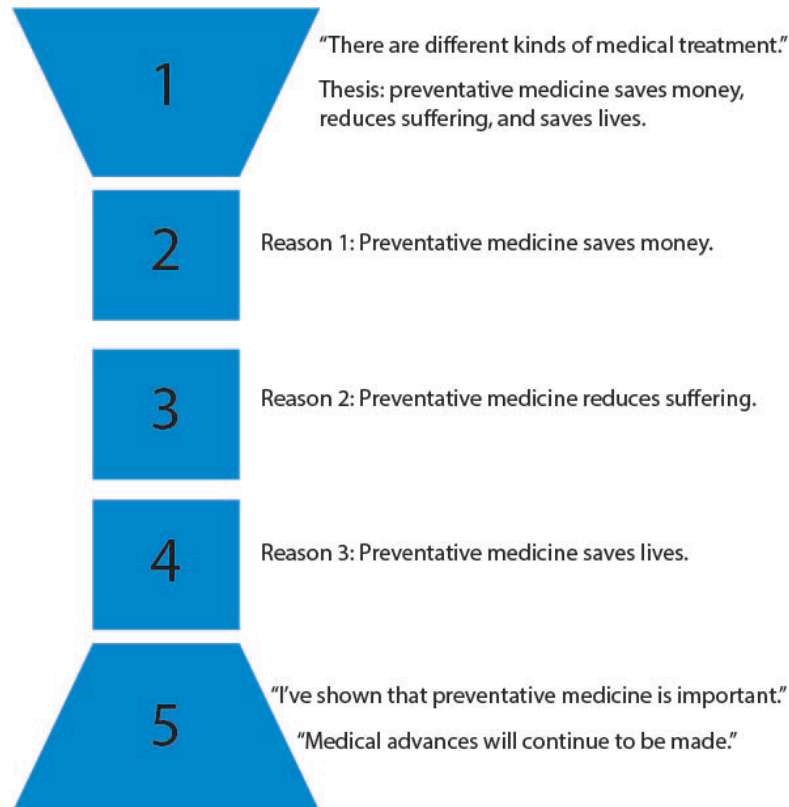 1
“There are different kinds of medical treatment.”
Thesis: preventative medicine saves money,
reduces suffering, and saves lives.
2
Reason 1: Preventative medicine saves money.
3
Reason 2: Preventative medicine reduces suffering.
4
Reason 3: Preventative medicine saves lives.
5
“I’ve shown that preventative medicine is important.”
“Medical advances will continue to be made.”